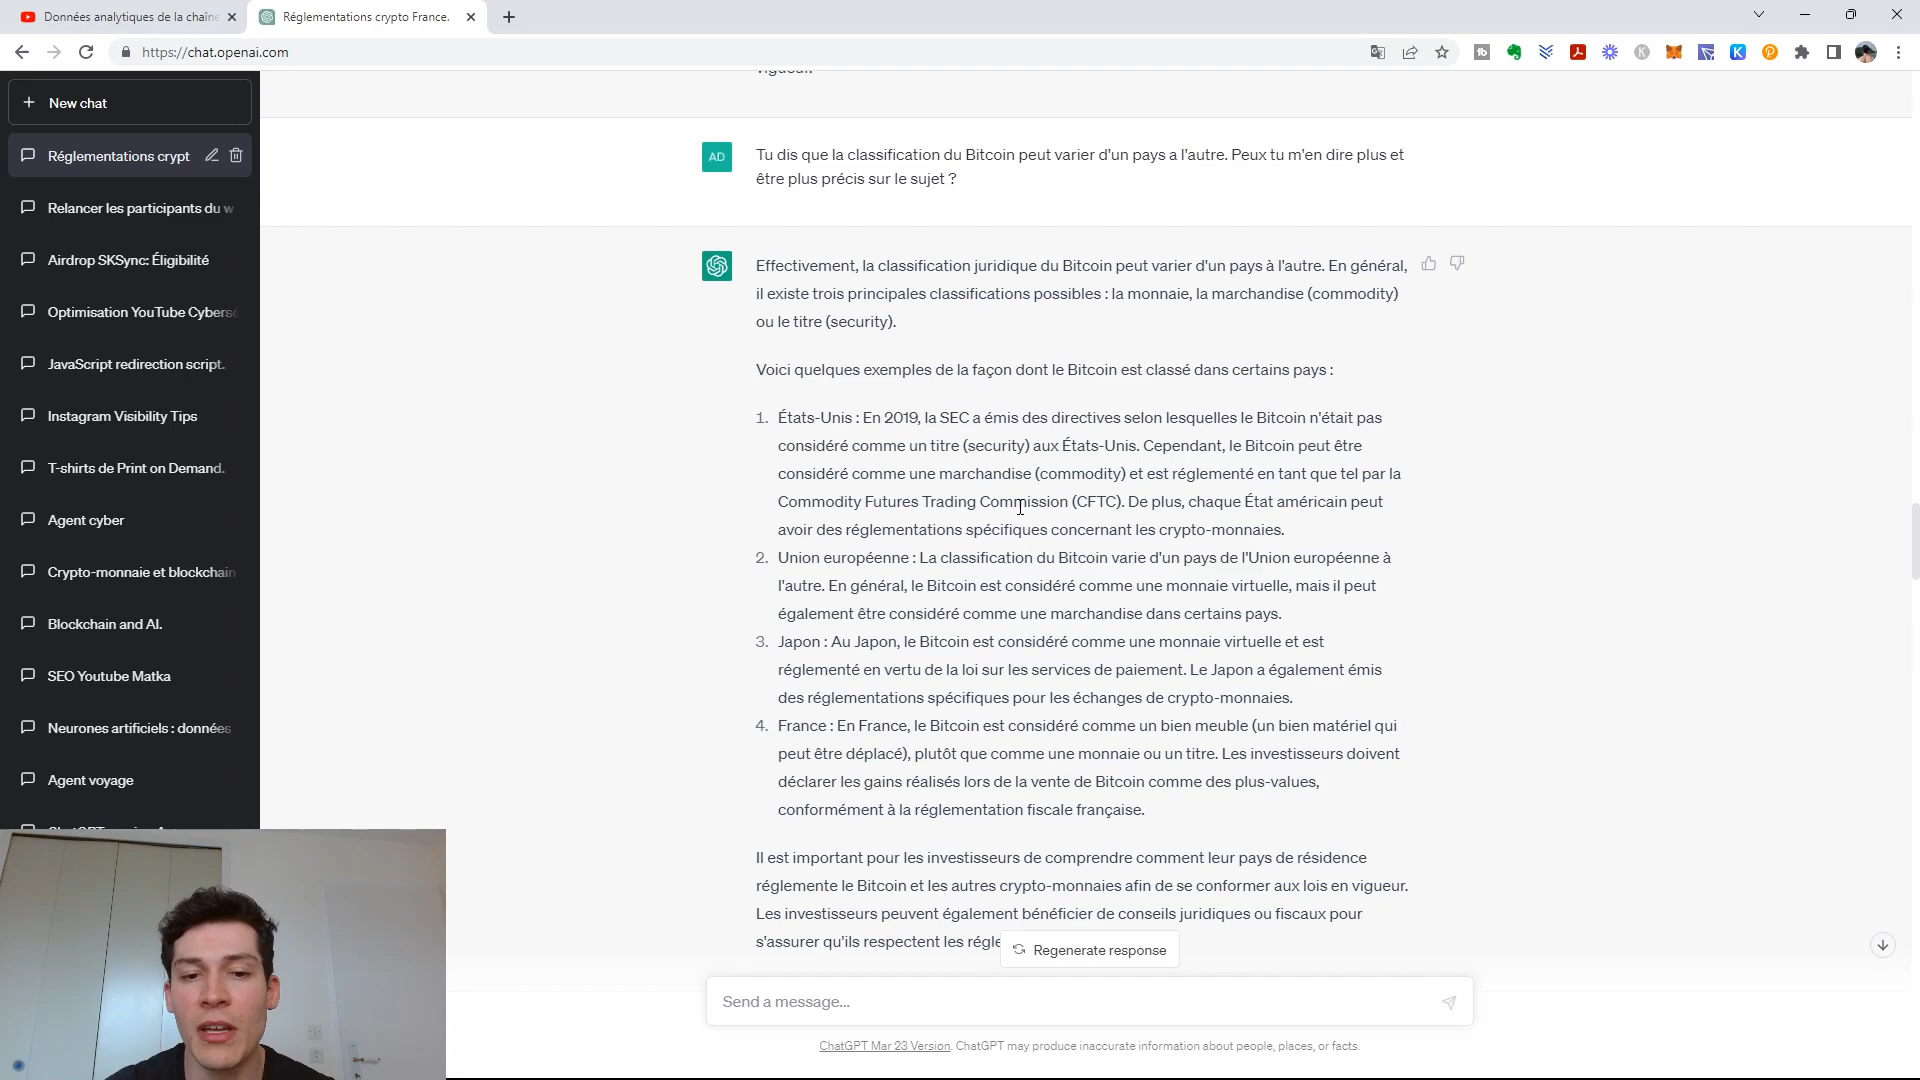 Données analytiques de la chaîne
Réglementations crypto France.
https://chat.openai.com
New chat
Réglementations crypt
Relancer les participants du w
Airdrop SKSync: Éligibilité
Optimisation YouTube Cybers
JavaScript redirection script.
Instagram Visibility Tips
T-shirts de Print on Demand.
Agent cyber
Crypto-monnaie et blockchain
Blockchain and AI.
SEO Youtube Matka
Neurones artificiels : données
Agent voyage
vigueur.
AD
Tu dis que la classification du Bitcoin peut varier d'un pays a l'autre. Peux tu m'en dire plus et
être plus précis sur le sujet ?
Effectivement, la classification juridique du Bitcoin peut varier d'un pays à l'autre. En général,
il existe trois principales classifications possibles : la monnaie, la marchandise (commodity)
ou le titre (security).
Voici quelques exemples de la façon dont le Bitcoin est classé dans certains pays :
1. États-Unis : En 2019, la SEC a émis des directives selon lesquelles le Bitcoin n'était pas
considéré comme un titre (security) aux États-Unis. Cependant, le Bitcoin peut être
considéré comme une marchandise (commodity) et est réglementé en tant que tel par la
Commodity Futures Trading Commission (CFTC). De plus, chaque État américain peut
avoir des réglementations spécifiques concernant les crypto-monnaies.
2. Union européenne : La classification du Bitcoin varie d'un pays de l'Union européenne à
l'autre. En général, le Bitcoin est considéré comme une monnaie virtuelle, mais il peut
également être considéré comme une marchandise dans certains pays.
3. Japon : Au Japon, le Bitcoin est considéré comme une monnaie virtuelle et est
réglementé en vertu de la loi sur les services de paiement. Le Japon a également émis
des réglementations spécifiques pour les échanges de crypto-monnaies.
4. France : En France, le Bitcoin est considéré comme un bien meuble (un bien matériel qui
peut être déplacé), plutôt que comme une monnaie ou un titre. Les investisseurs doivent
déclarer les gains réalisés lors de la vente de Bitcoin comme des plus-values,
conformément à la réglementation fiscale française.
Il est important pour les investisseurs de comprendre comment leur pays de résidence
réglemente le Bitcoin et les autres crypto-monnaies afin de se conformer aux lois en vigueur.
Les investisseurs peuvent également bénéficier de conseils juridiques ou fiscaux pour
s'assurer qu'ils respectent les régle
Regenerate response
Send a message...
ChatGPT Mar 23 Version. ChatGPT may produce inaccurate information about people, places, or facts.